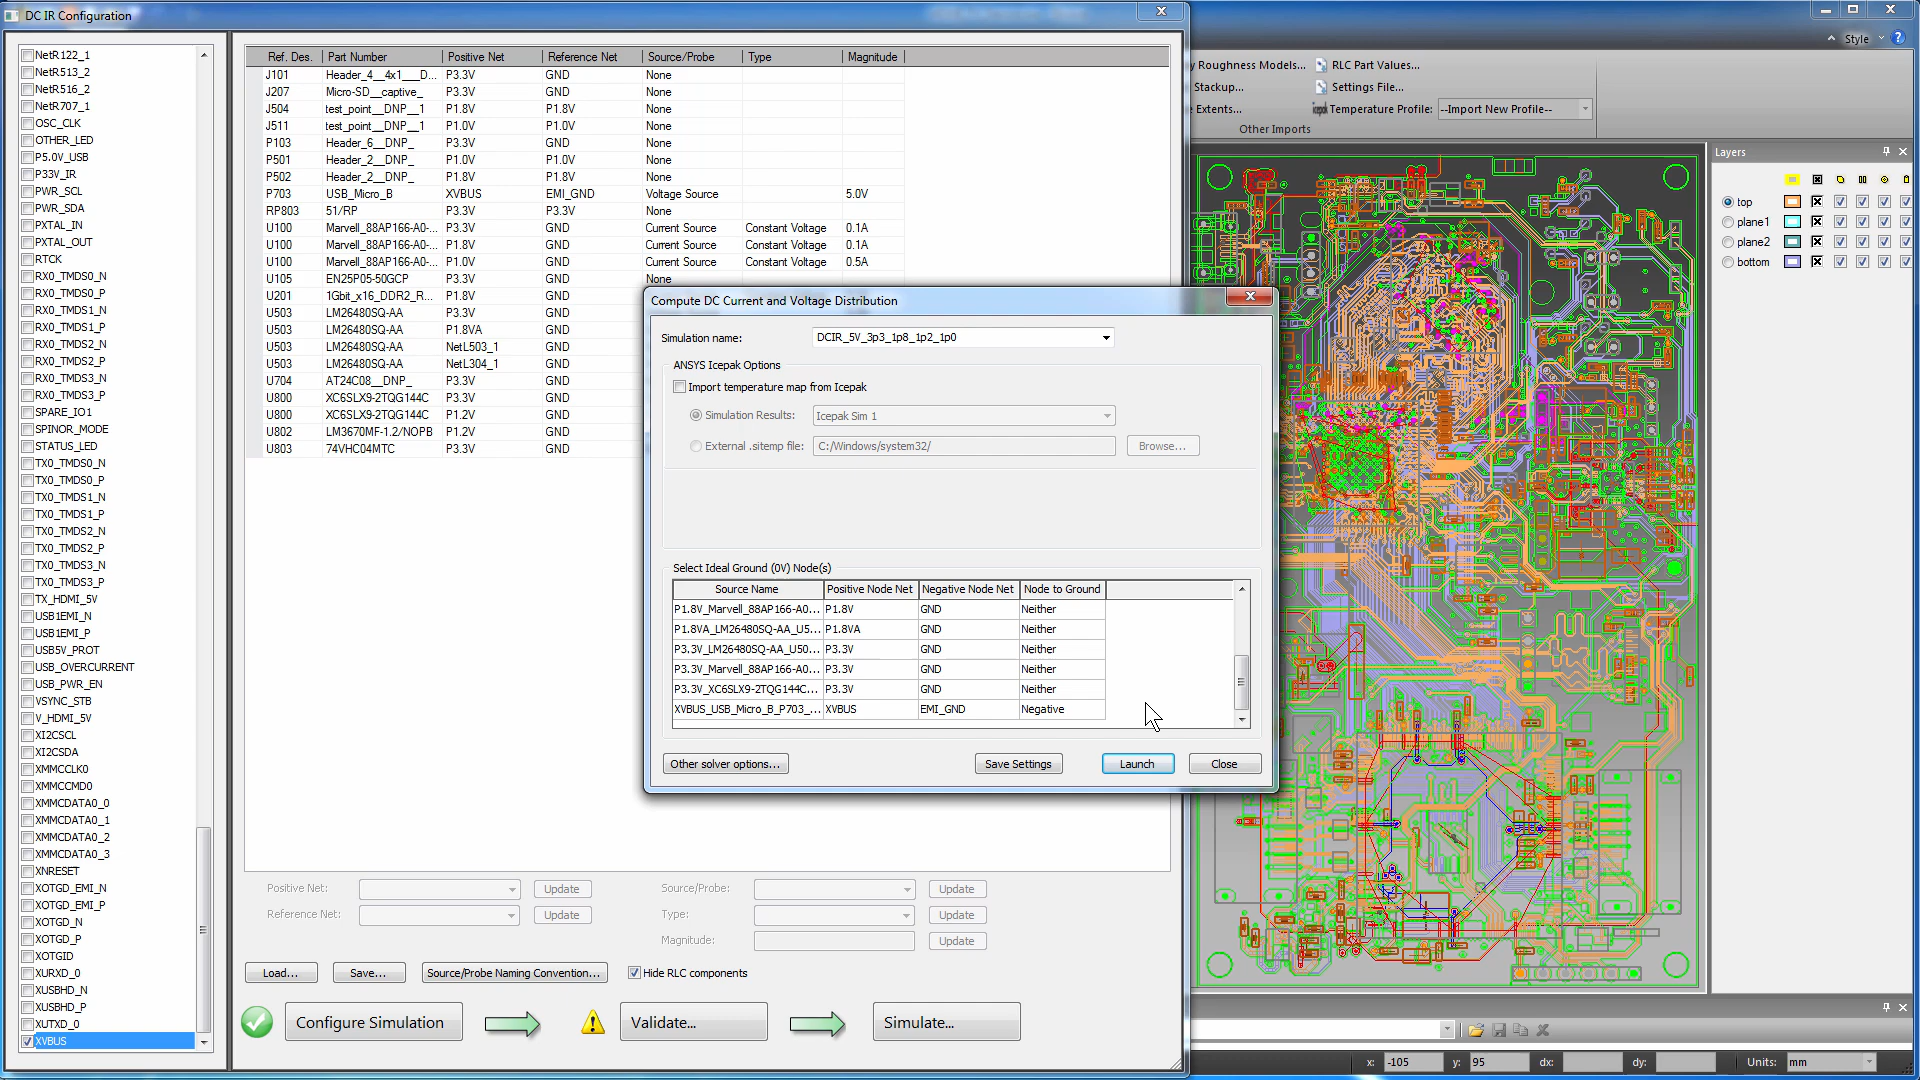 DC IR Configuration
NetR122_1
NetR513_2
NetR516_2
NetR707_1
OSC_CLK
OTHER_LED
P5.0V_USB
P33V_IR
PWR_SCL
PWR_SDA
PXTAL_IN
PXTAL_OUT
RTCK
RX0_TMDS0_N
RX0_TMDS0_P
RX0_TMDS1_N
RX0_TMDS1_P
RX0_TMDS2_N
RX0_TMDS2_P
RX0_TMDS3_N
RX0_TMDS3_P
SPARE_IO1
SPINOR_MODE
STATUS_LED
TX0_TMDS0_N
TX0_TMDS0_P
TX0_TMDS1_N
TX0_TMDS1_P
TX0_TMDS2_N
TX0_TMDS2_P
TX0_TMDS3_N
TX0_TMDS3_P
TX_HDMI_5V
USB1EMI_N
USB1EMI_P
USB5V_PROT
USB_OVERCURRENT
USB_PWR_EN
VSYNC_STB
V_HDMI_5V
XI2CSCL
XI2CSDA
XMMCCLK0
XMMCCMD0
XMMCDATA0_0
XMMCDATA0_1
XMMCDATA0_2
XMMCDATA0_3
XNRESET
XOTGD_EMI_N
XOTGD_EMI_P
XOTGD_N
XOTGD_P
XOTGID
XURXD_0
XUSBHD_N
XUSBHD_P
XUTXD_0
XVBUS
Ref. Des. Part Number Positive Net Reference Net Source/Probe Type Magnitude
J101 Header_4__4x1___D... P3.3V GND None
J207 Micro-SD__captive_ P3.3V GND None
J504 test_point__DNP__1 P1.8V P1.8V None
J511 test_point__DNP__1 P1.0V P1.0V None
P103 Header_6__DNP_ P3.3V GND None
P501 Header_2__DNP_ P1.0V P1.0V None
P502 Header_2__DNP_ P1.8V P1.8V None
P703 USB_Micro_B XVBUS EMI_GND Voltage Source 5.0V
RP803 51/RP P3.3V P3.3V None
U100 Marvell_88AP166-A0-... P3.3V GND Current Source Constant Voltage 0.1A
U100 Marvell_88AP166-A0-... P1.8V GND Current Source Constant Voltage 0.1A
U100 Marvell_88AP166-A0-... P1.0V GND Current Source Constant Voltage 0.5A
U105 EN25P05-50GCP P3.3V GND None
U201 1Gbit_x16_DDR2_R... P1.8V GND
U503 LM26480SQ-AA P3.3V GND
U503 LM26480SQ-AA P1.8VA GND
U503 LM26480SQ-AA NetL503_1 GND
U503 LM26480SQ-AA NetL304_1 GND
U704 AT24C08__DNP_ P3.3V GND
U800 XC6SLX9-2TQG144C P3.3V GND
U800 XC6SLX9-2TQG144C P1.2V GND
U802 LM3670MF-1.2/NOPB P1.2V GND
U803 74VHC04MTC P3.3V GND
Compute DC Current and Voltage Distribution
Simulation name: DCIR_5V_3p3_1p8_1p2_1p0
ANSYS Icepak Options
Import temperature map from Icepak
Simulation Results: Icepak Sim 1
External .sitemp file: C:/Windows/system32/ Browse...
Select Ideal Ground (0V) Node(s)
Source Name Positive Node Net Negative Node Net Node to Ground
P1.8V_Marvell_88AP166-A0... P1.8V GND Neither
P1.8VA_LM26480SQ-AA_U5... P1.8VA GND Neither
P3.3V_LM26480SQ-AA_U50... P3.3V GND Neither
P3.3V_Marvell_88AP166-A0... P3.3V GND Neither
P3.3V_XC6SLX9-2TQG144C... P3.3V GND Neither
XVBUS_USB_Micro_B_P703_... XVBUS EMI_GND Negative
Other solver options... Save Settings Launch Close
Positive Net: Update Source/Probe: Update
Reference Net: Update Type: Update
Magnitude: Update
Load... Save... Source/Probe Naming Convention... Hide RLC components
Configure Simulation Validate... Simulate...
Style
y Roughness Models... RLC Part Values...
Stackup... Settings File...
e Extents... Temperature Profile: --Import New Profile--
Other Imports
Layers
top
plane1
plane2
bottom
x: -105 y: 95 dx: dy: Units: mm